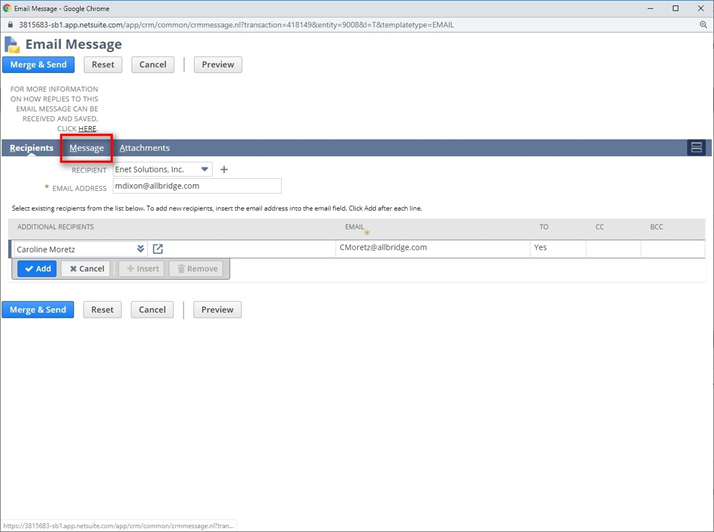 Email Message - Google Chrome
3815683-sb1.app.netsuite.com/app/crm/common/crmmessage.nl?transaction=418149&entity=9008&l=T&templatetype=EMAIL
Email Message
Merge & Send Reset Cancel Preview
FOR MORE INFORMATION
ON HOW REPLIES TO THIS
EMAIL MESSAGE CAN BE
RECEIVED AND SAVED,
CLICK HERE.
Recipients Message Attachments
RECIPIENT Enet Solutions, Inc.
* EMAIL ADDRESS mdixon@allbridge.com
Select existing recipients from the list below. To add new recipients, insert the email address into the email field. Click Add after each line.
ADDITIONAL RECIPIENTS EMAIL * TO CC BCC
Caroline Moretz CMoretz@allbridge.com Yes
Add Cancel Insert Remove
Merge & Send Reset Cancel Preview
https://3815683-sb1.app.netsuite.com/app/crm/common/crmmessage.nl?tran...